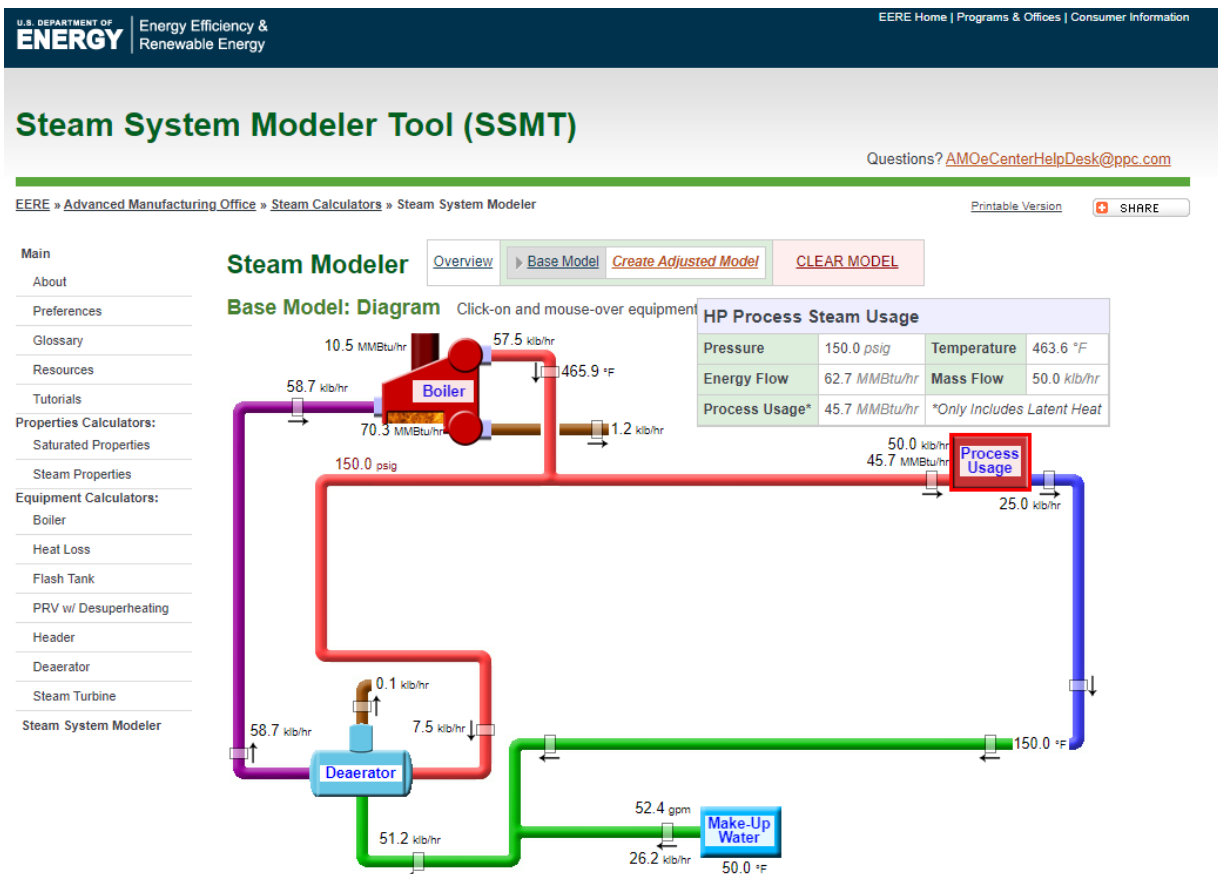 U.S. DEPARTMENT OF
ENERGY
Energy Efficiency &
Renewable Energy
EERE Home | Programs & Offices | Consumer Information
Steam System Modeler Tool (SSMT)
Questions? AMOeCenterHelpDesk@ppc.com
EERE » Advanced Manufacturing Office » Steam Calculators » Steam System Modeler
Printable Version
SHARE
Main
About
Preferences
Glossary
Resources
Tutorials
Properties Calculators:
Saturated Properties
Steam Properties
Equipment Calculators:
Boiler
Heat Loss
Flash Tank
PRV w/ Desuperheating
Header
Deaerator
Steam Turbine
Steam System Modeler
Steam Modeler
Overview
Base Model
Create Adjusted Model
CLEAR MODEL
Base Model: Diagram
Click-on and mouse-over equipment
HP Process Steam Usage
Pressure 150.0 psig Temperature 463.6 °F
Energy Flow 62.7 MMBtu/hr Mass Flow 50.0 klb/hr
Process Usage* 45.7 MMBtu/hr *Only Includes Latent Heat
10.5 MMBtu/hr
57.5 klb/hr
465.9 °F
58.7 klb/hr
Boiler
70.3 MMBtu/hr
1.2 klb/hr
150.0 psig
50.0 klb/hr
45.7 MMBtu/hr
Process
Usage
25.0 klb/hr
0.1 klb/hr
58.7 klb/hr
7.5 klb/hr
Deaerator
150.0 °F
51.2 klb/hr
52.4 gpm
26.2 klb/hr
Make-Up
Water
50.0 °F